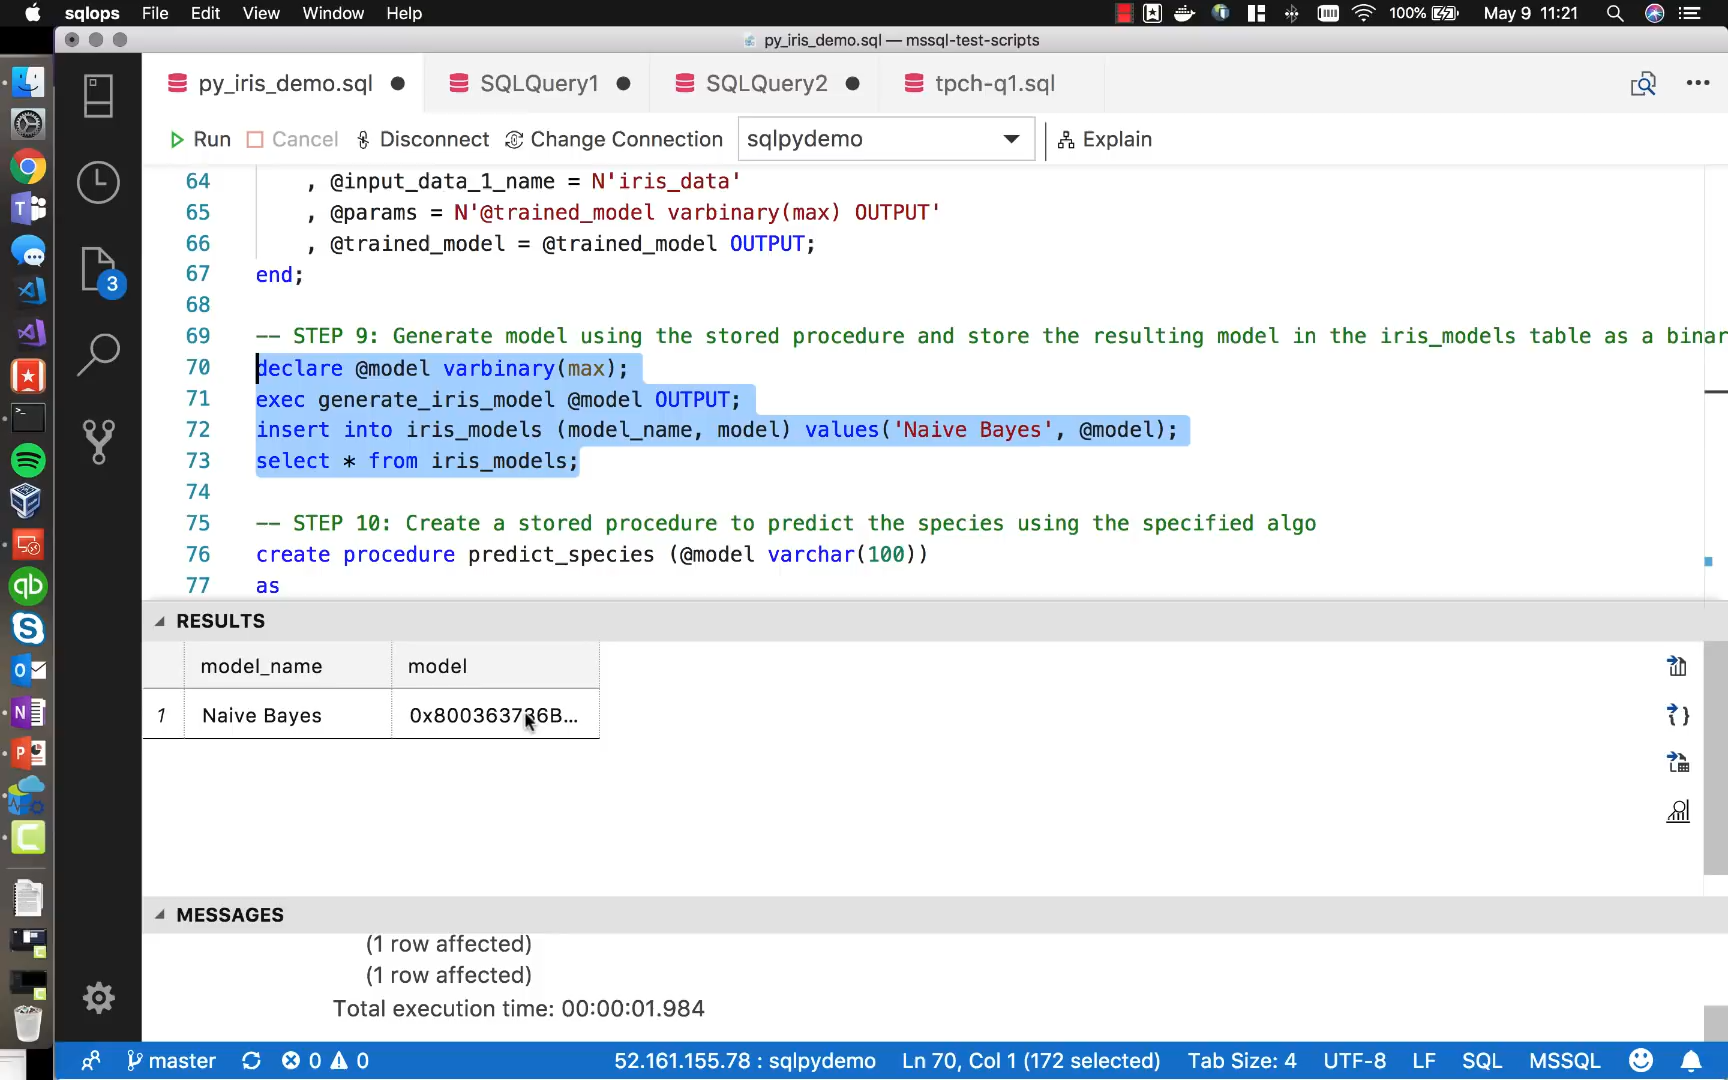 sqlops File Edit View Window Help 100% May 9 11:21
py_iris_demo.sql — mssql-test-scripts
py_iris_demo.sql SQLQuery1 SQLQuery2 tpch-q1.sql
Run Cancel Disconnect Change Connection sqlpydemo Explain
64 , @input_data_1_name = N'iris_data'
65 , @params = N'@trained_model varbinary(max) OUTPUT'
66 , @trained_model = @trained_model OUTPUT;
67 end;
68
69 -- STEP 9: Generate model using the stored procedure and store the resulting model in the iris_models table as a binar
70 declare @model varbinary(max);
71 exec generate_iris_model @model OUTPUT;
72 insert into iris_models (model_name, model) values('Naive Bayes', @model);
73 select * from iris_models;
74
75 -- STEP 10: Create a stored procedure to predict the species using the specified algo
76 create procedure predict_species (@model varchar(100))
77 as
3
RESULTS
model_name model
1 Naive Bayes 0x800363736B...
MESSAGES
(1 row affected)
(1 row affected)
Total execution time: 00:00:01.984
master 0 0 52.161.155.78 : sqlpydemo Ln 70, Col 1 (172 selected) Tab Size: 4 UTF-8 LF SQL MSSQL